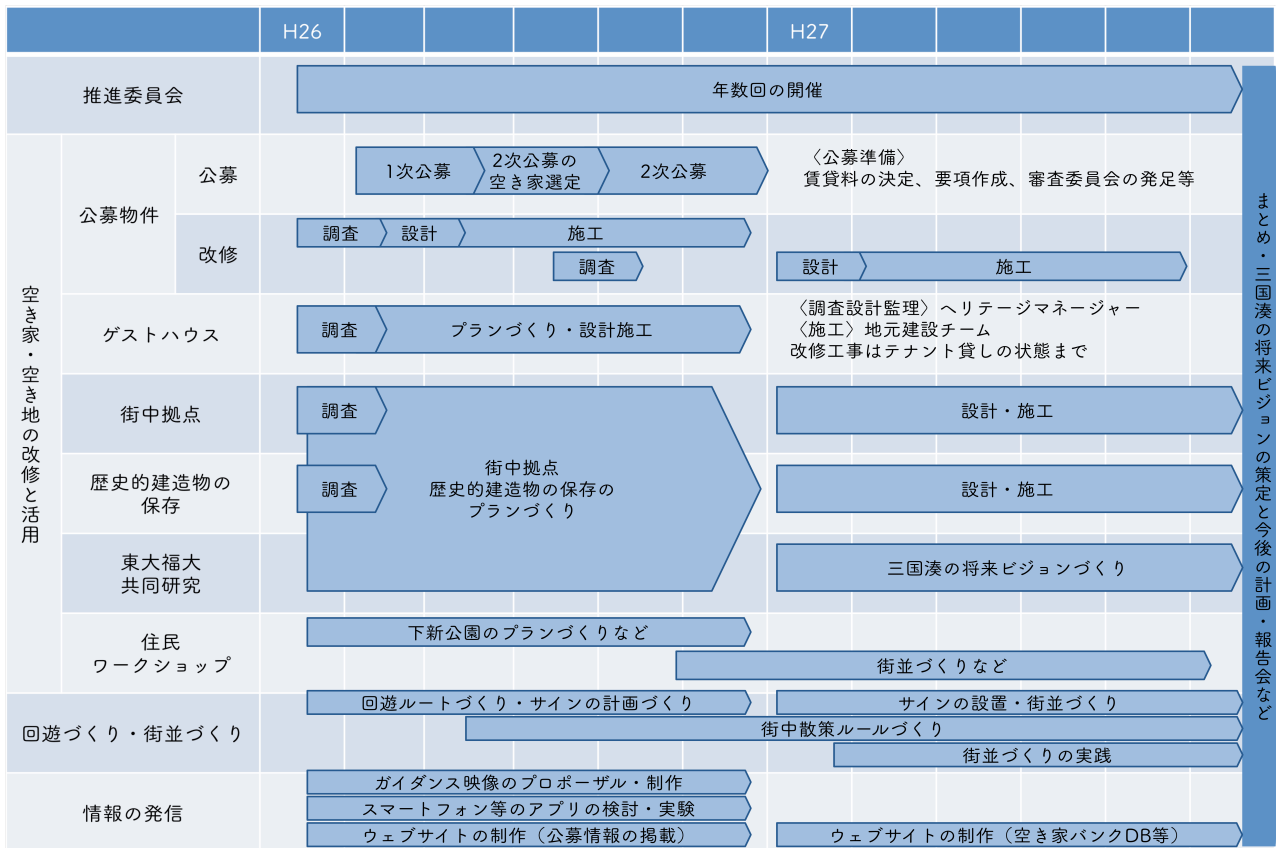 H26
H27
推進委員会
年数回の開催
空き家・空き地の改修と活用
公募物件
公募
1次公募
2次公募の
空き家選定
2次公募
〈公募準備〉
賃貸料の決定、要項作成、審査委員会の発足等
改修
調査
設計
施工
調査
設計
施工
ゲストハウス
調査
プランづくり・設計施工
〈調査設計監理〉ヘリテージマネージャー
〈施工〉地元建設チーム
改修工事はテナント貸しの状態まで
街中拠点
調査
設計・施工
歴史的建造物の
保存
調査
街中拠点
歴史的建造物の保存の
プランづくり
設計・施工
東大福大
共同研究
三国湊の将来ビジョンづくり
住民
ワークショップ
下新公園のプランづくりなど
街並づくりなど
回遊づくり・街並づくり
回遊ルートづくり・サインの計画づくり
サインの設置・街並づくり
街中散策ルールづくり
街並づくりの実践
情報の発信
ガイダンス映像のプロポーザル・制作
スマートフォン等のアプリの検討・実験
ウェブサイトの制作（公募情報の掲載）
ウェブサイトの制作（空き家バンクDB等）
まとめ・三国湊の将来ビジョンの策定と今後の計画・報告会など